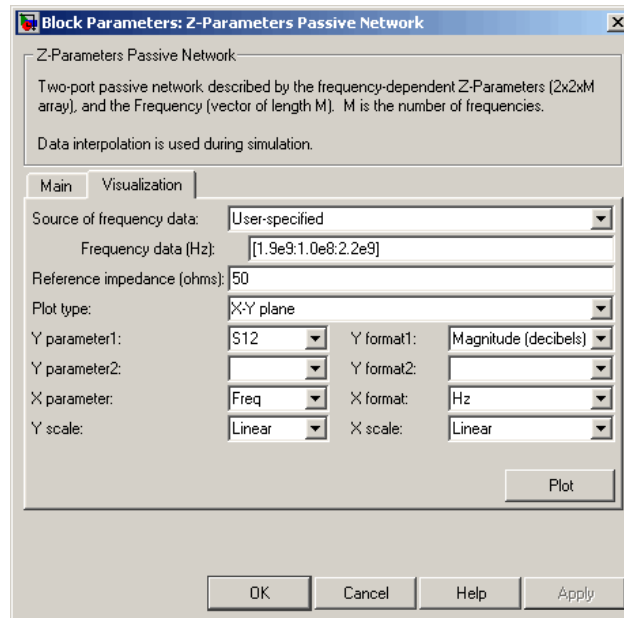 Block Parameters: Z-Parameters Passive Network
Z-Parameters Passive Network
Two-port passive network described by the frequency-dependent Z-Parameters (2x2xM
array), and the Frequency (vector of length M). M is the number of frequencies.
Data interpolation is used during simulation.
Main Visualization
Source of frequency data: User-specified
Frequency data (Hz): [1.9e9:1.0e8:2.2e9]
Reference impedance (ohms): 50
Plot type: X-Y plane
Y parameter1: S12 Y format1: Magnitude (decibels)
Y parameter2: Y format2:
X parameter: Freq X format: Hz
Y scale: Linear X scale: Linear
Plot
OK Cancel Help Apply